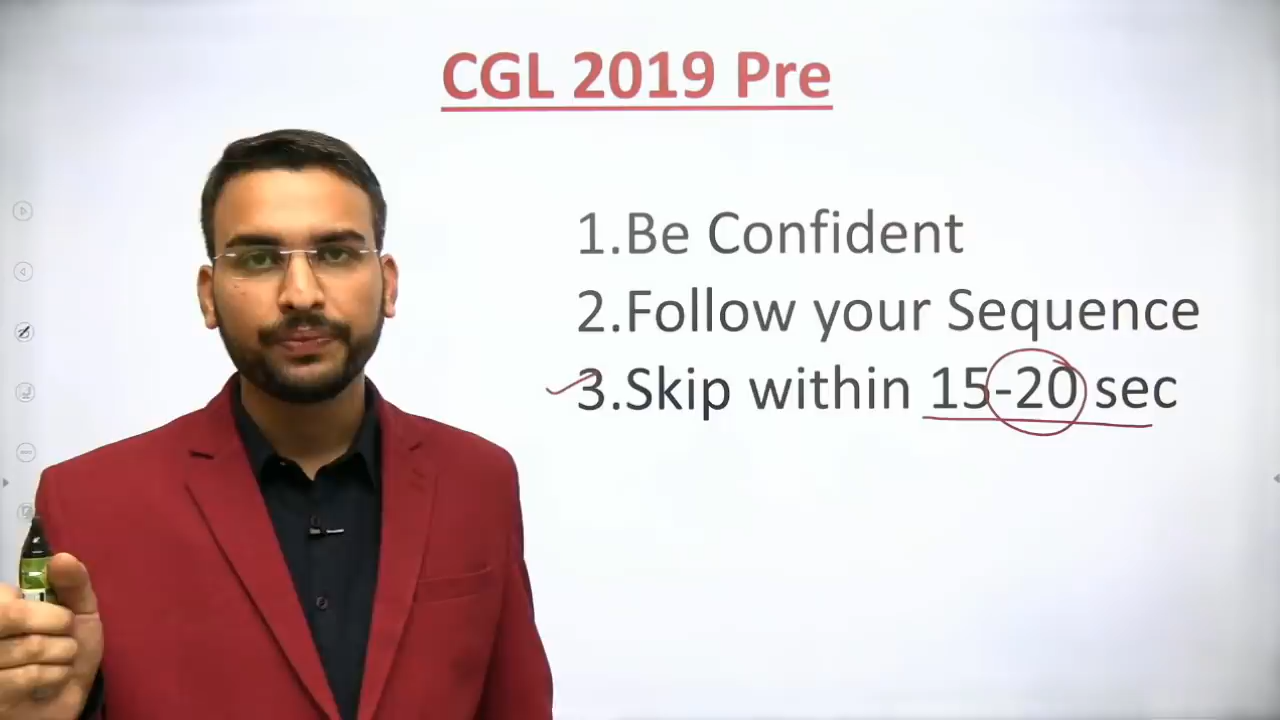 CGL 2019 Pre
1.Be Confident
2.Follow your Sequence
3.Skip within 15-20 sec